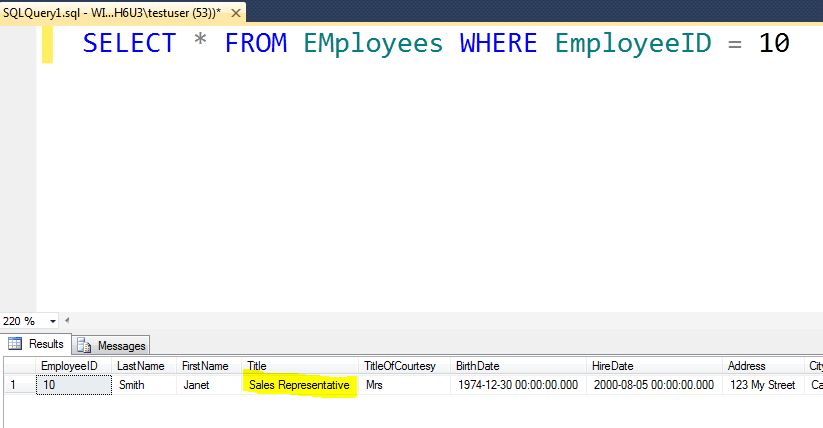 SQLQuery1.sql - WI...H6U3\testuser (53))* ×
SELECT * FROM EMployees WHERE EmployeeID = 10
220 %
Results Messages
EmployeeID LastName FirstName Title TitleOfCourtesy BirthDate HireDate Address City
1 10 Smith Janet Sales Representative Mrs 1974-12-30 00:00:00.000 2000-08-05 00:00:00.000 123 My Street Ca